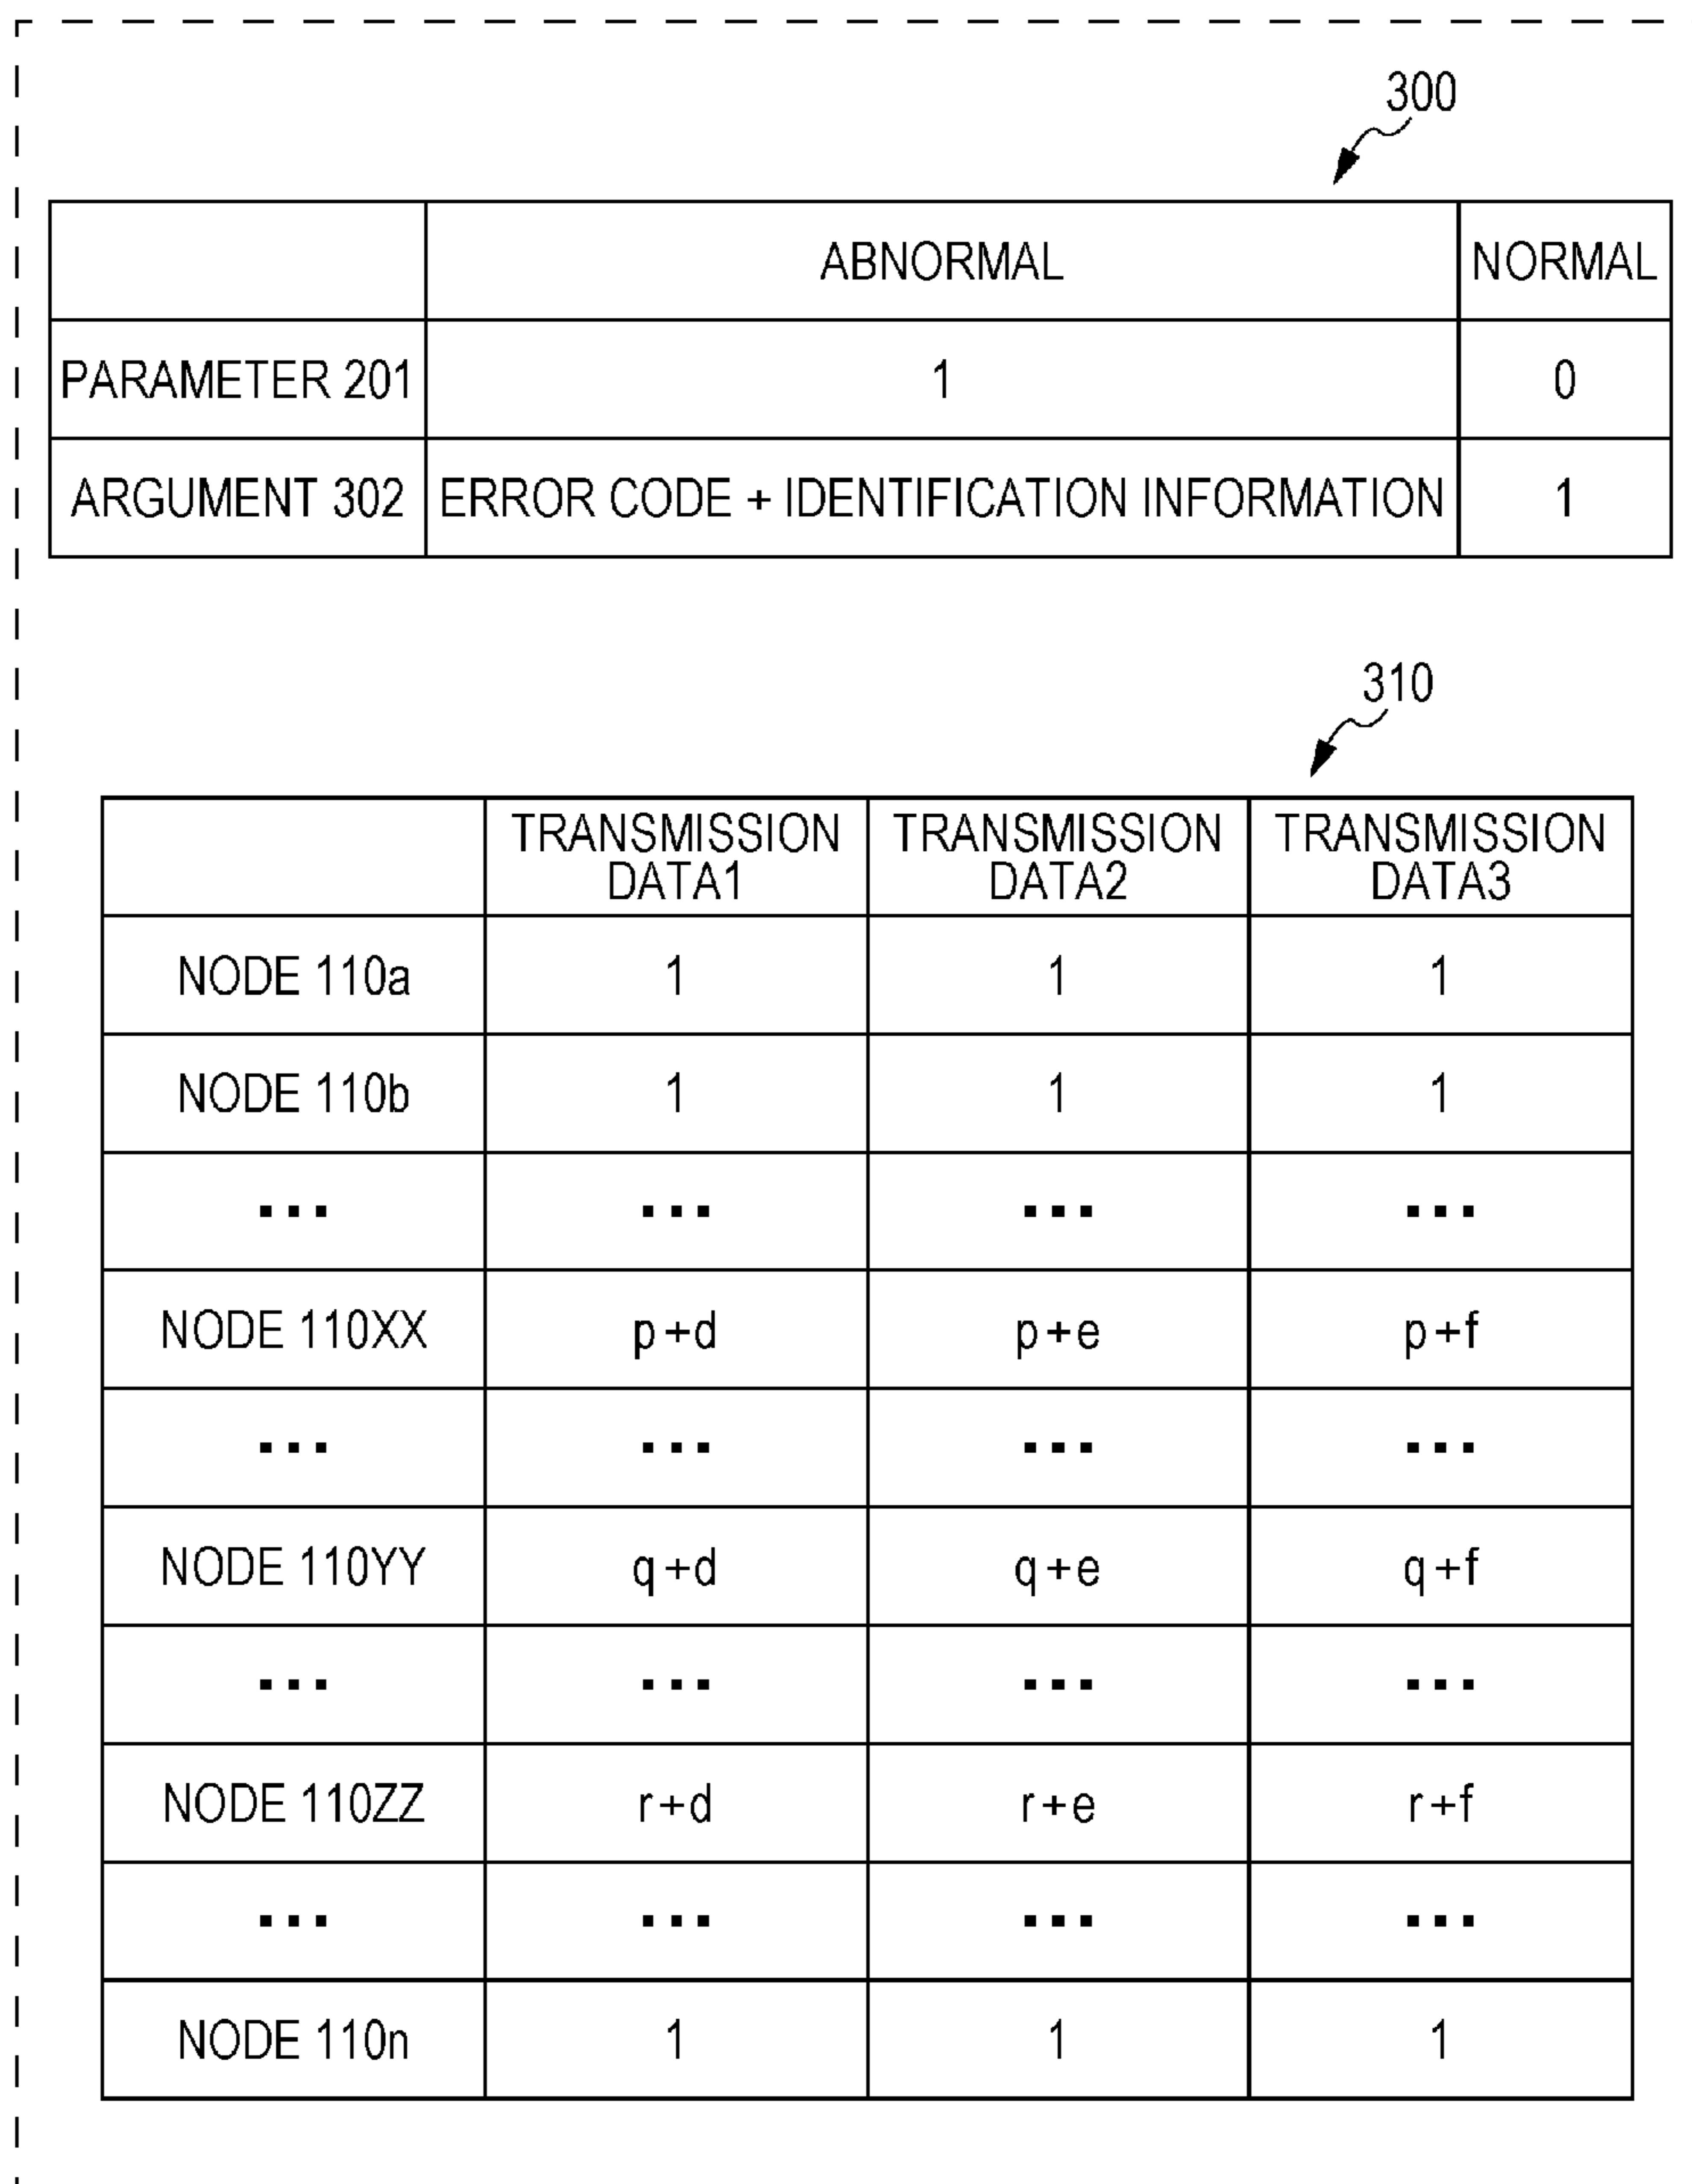 300
ABNORMAL NORMAL
PARAMETER 201 1 0
ARGUMENT 302 ERROR CODE + IDENTIFICATION INFORMATION 1
310
TRANSMISSION DATA1 TRANSMISSION DATA2 TRANSMISSION DATA3
NODE 110a 1 1 1
NODE 110b 1 1 1
... ... ... ...
NODE 110XX p+d p+e p+f
... ... ... ...
NODE 110YY q+d q+e q+f
... ... ... ...
NODE 110ZZ r+d r+e r+f
... ... ... ...
NODE 110n 1 1 1